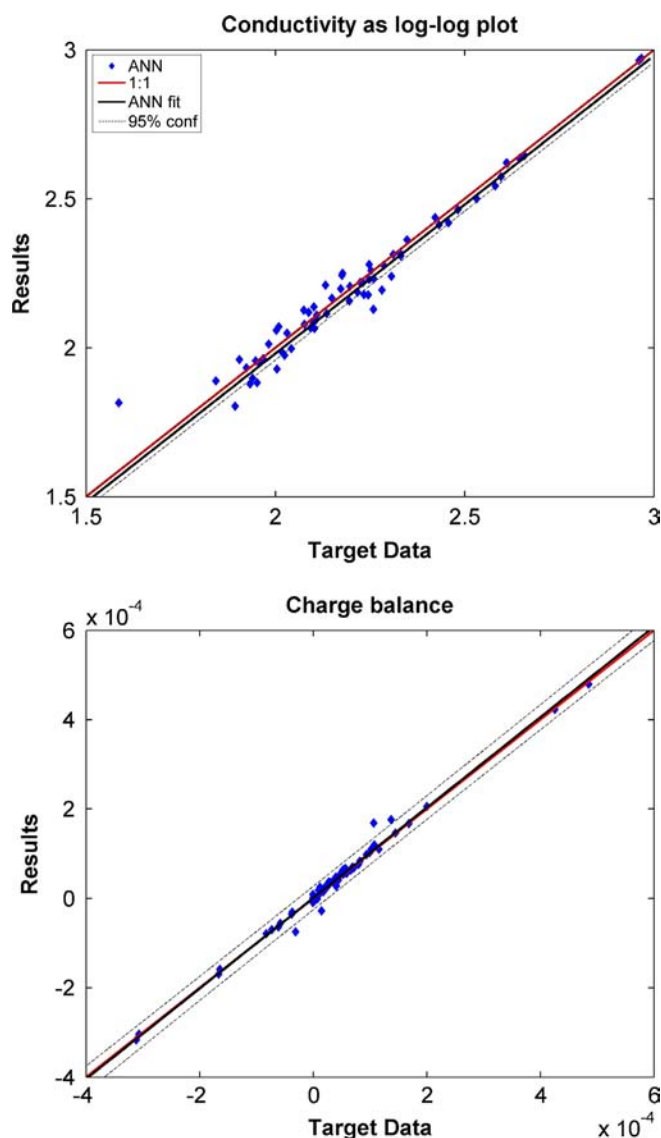 Conductivity as log-log plot
3
ANN
1:1
ANN fit
95% conf
2.5
Results
2
1.5
1.5
2
2.5
3
Target Data
x 10-4
Charge balance
6
4
Results
2
0
-2
-4
-4
-2
0
2
4
6
Target Data
x 10-4